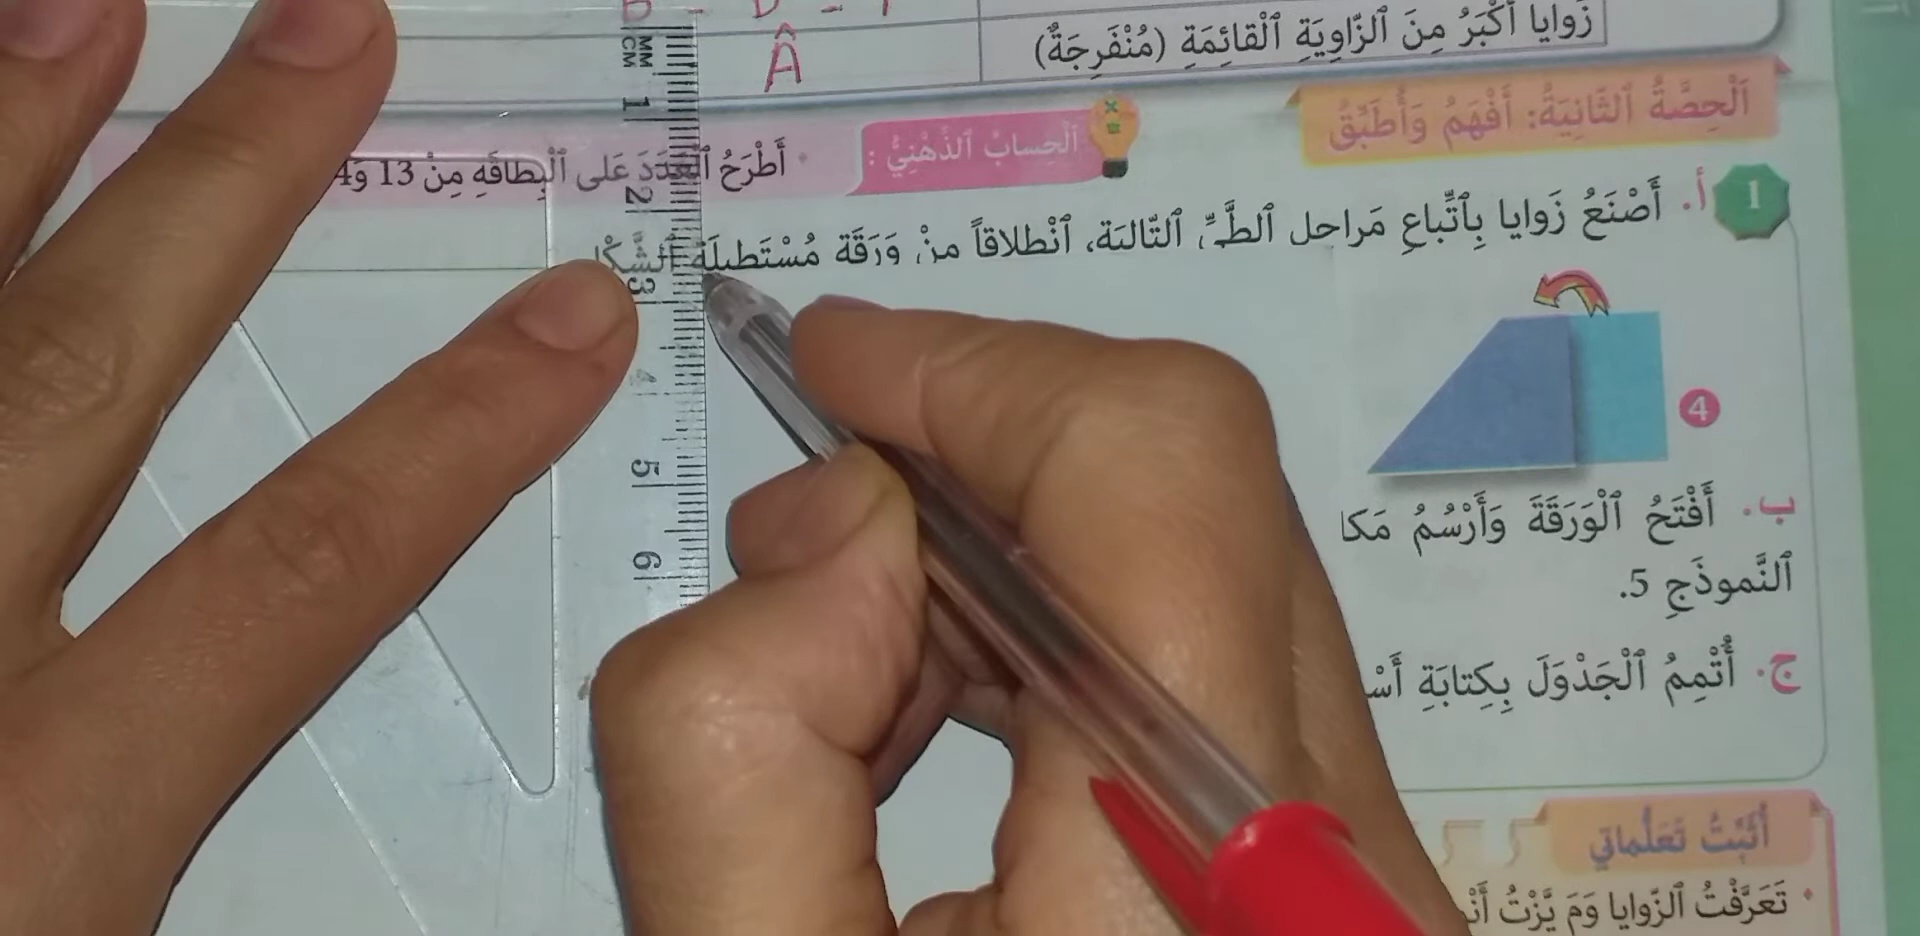 زَوايا أَكْبَرُ مِنَ ٱلزّاوِيَةِ ٱلْقائِمَةِ (مُنْفَرِجَةٌ)
Â
MM
CM
1
2
3
4
5
6
اَلْحِصَّةُ ٱلثّانِيَةُ: أَفْهَمُ وَأُطَبِّقُ
اَلْحِسابُ ٱلذِّهْنِيُّ :
أَطْرَحُ ٱلْعَدَدَ عَلى ٱلْبِطاقَةِ مِنْ 13 وَ4
1
أ. أَصْنَعُ زَوايا بِٱتِّباعِ مَراحِلِ ٱلطَّيِّ ٱلتّالِيَةِ، ٱنْطِلاقاً مِنْ وَرَقَةٍ مُسْتَطيلَةِ ٱلشَّكْلِ
4
ب. أَفْتَحُ ٱلْوَرَقَةَ وَأَرْسُمُ مَكا
ٱلنَّموذَجِ 5.
ج. أُتْمِمُ ٱلْجَدْوَلَ بِكِتابَةِ أَسْ
أُثَبِّتُ تَعَلُّماتي
تَعَرَّفْتُ ٱلزَّوايا وَمَيَّزْتُ